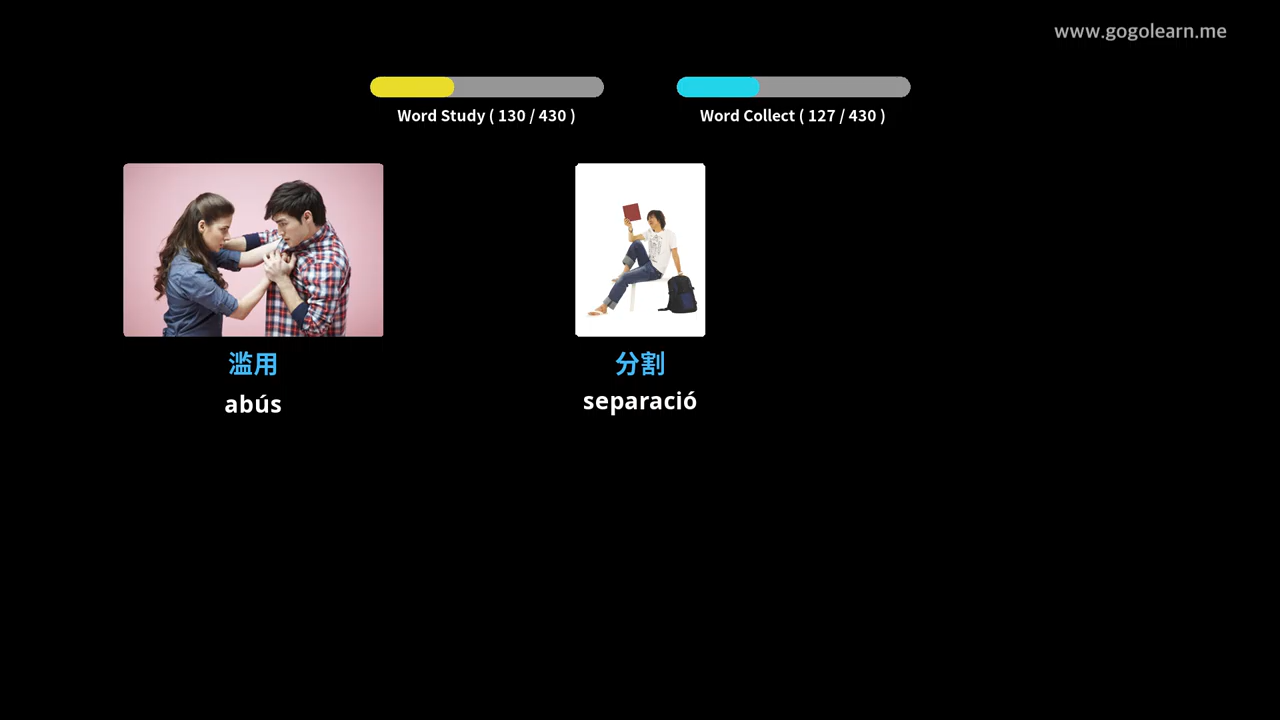 www.gogolearn.me
Word Study ( 130 / 430 )
Word Collect ( 127 / 430 )
滥用
abús
分割
separació